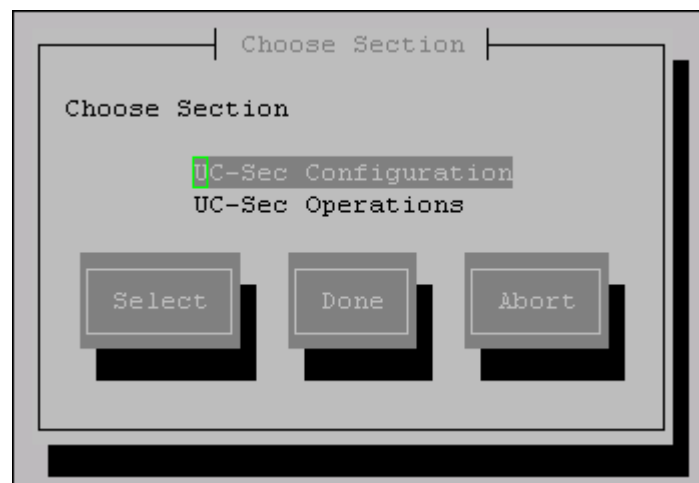 Choose Section
Choose Section
UC-Sec Configuration
UC-Sec Operations
Select Done Abort